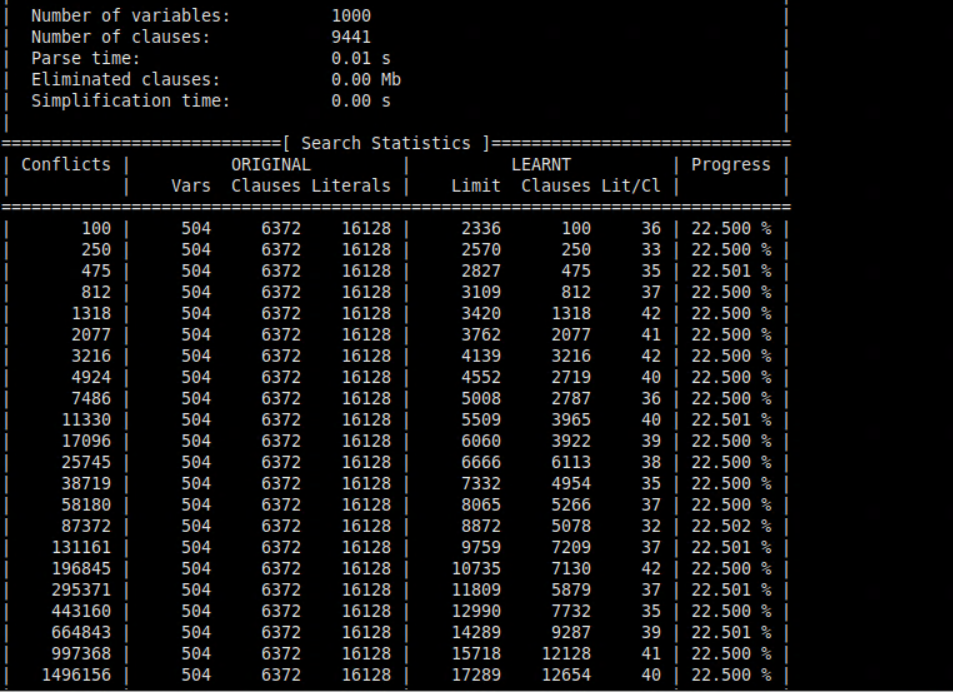 | Number of variables: 1000 |
| Number of clauses: 9441 |
| Parse time: 0.01 s |
| Eliminated clauses: 0.00 Mb |
| Simplification time: 0.00 s |
| |
============================[ Search Statistics ]==============================
| Conflicts | ORIGINAL | LEARNT | Progress |
| | Vars Clauses Literals | Limit Clauses Lit/Cl | |
===============================================================================
| 100 | 504 6372 16128 | 2336 100 36 | 22.500 % |
| 250 | 504 6372 16128 | 2570 250 33 | 22.500 % |
| 475 | 504 6372 16128 | 2827 475 35 | 22.501 % |
| 812 | 504 6372 16128 | 3109 812 37 | 22.500 % |
| 1318 | 504 6372 16128 | 3420 1318 42 | 22.500 % |
| 2077 | 504 6372 16128 | 3762 2077 41 | 22.500 % |
| 3216 | 504 6372 16128 | 4139 3216 42 | 22.500 % |
| 4924 | 504 6372 16128 | 4552 2719 40 | 22.500 % |
| 7486 | 504 6372 16128 | 5008 2787 36 | 22.500 % |
| 11330 | 504 6372 16128 | 5509 3965 40 | 22.501 % |
| 17096 | 504 6372 16128 | 6060 3922 39 | 22.500 % |
| 25745 | 504 6372 16128 | 6666 6113 38 | 22.500 % |
| 38719 | 504 6372 16128 | 7332 4954 35 | 22.500 % |
| 58180 | 504 6372 16128 | 8065 5266 37 | 22.500 % |
| 87372 | 504 6372 16128 | 8872 5078 32 | 22.502 % |
| 131161 | 504 6372 16128 | 9759 7209 37 | 22.501 % |
| 196845 | 504 6372 16128 | 10735 7130 42 | 22.500 % |
| 295371 | 504 6372 16128 | 11809 5879 37 | 22.501 % |
| 443160 | 504 6372 16128 | 12990 7732 35 | 22.500 % |
| 664843 | 504 6372 16128 | 14289 9287 39 | 22.501 % |
| 997368 | 504 6372 16128 | 15718 12128 41 | 22.500 % |
| 1496156 | 504 6372 16128 | 17289 12654 40 | 22.500 % |